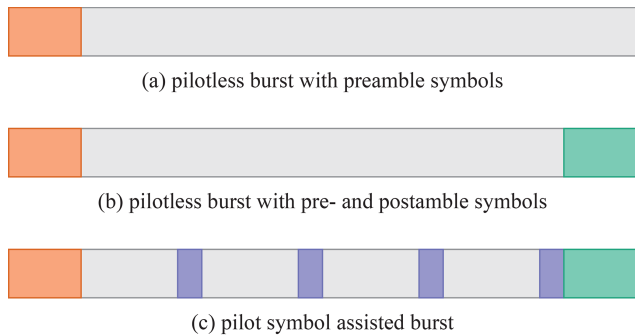 (a) pilotless burst with preamble symbols
(b) pilotless burst with pre- and postamble symbols
(c) pilot symbol assisted burst